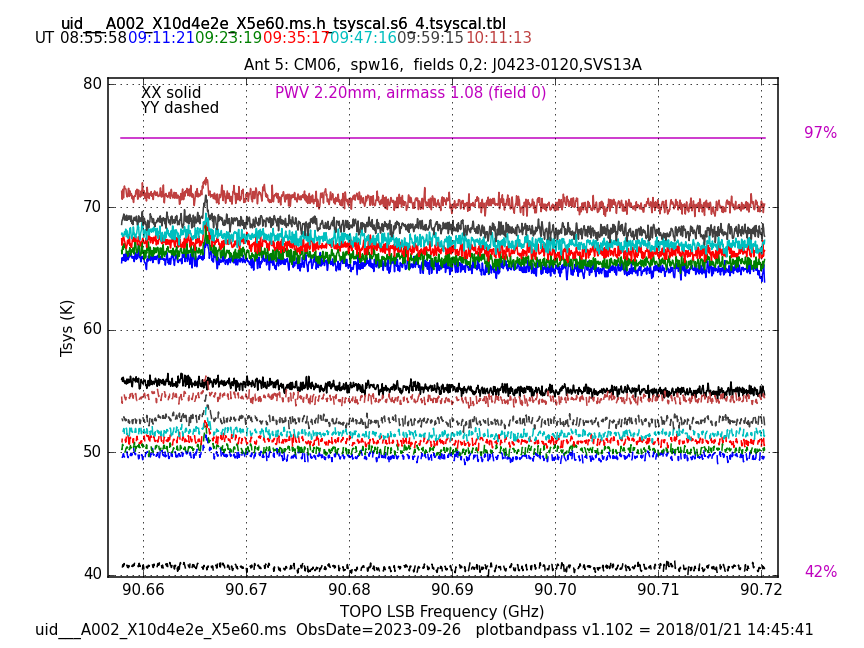 uid___A002_X10d4e2e_X5e60.ms.h_tsyscal.s6_4.tsyscal.tbl
UT 08:55:58 09:11:21 09:23:19 09:35:17 09:47:16 09:59:15 10:11:13
Ant 5: CM06,  spw16,  fields 0,2: J0423-0120,SVS13A
80
XX solid
PWV 2.20mm, airmass 1.08 (field 0)
YY dashed
97%
70
60
Tsys (K)
50
40
42%
90.66 90.67 90.68 90.69 90.70 90.71 90.72
TOPO LSB Frequency (GHz)
uid___A002_X10d4e2e_X5e60.ms  ObsDate=2023-09-26   plotbandpass v1.102 = 2018/01/21 14:45:41